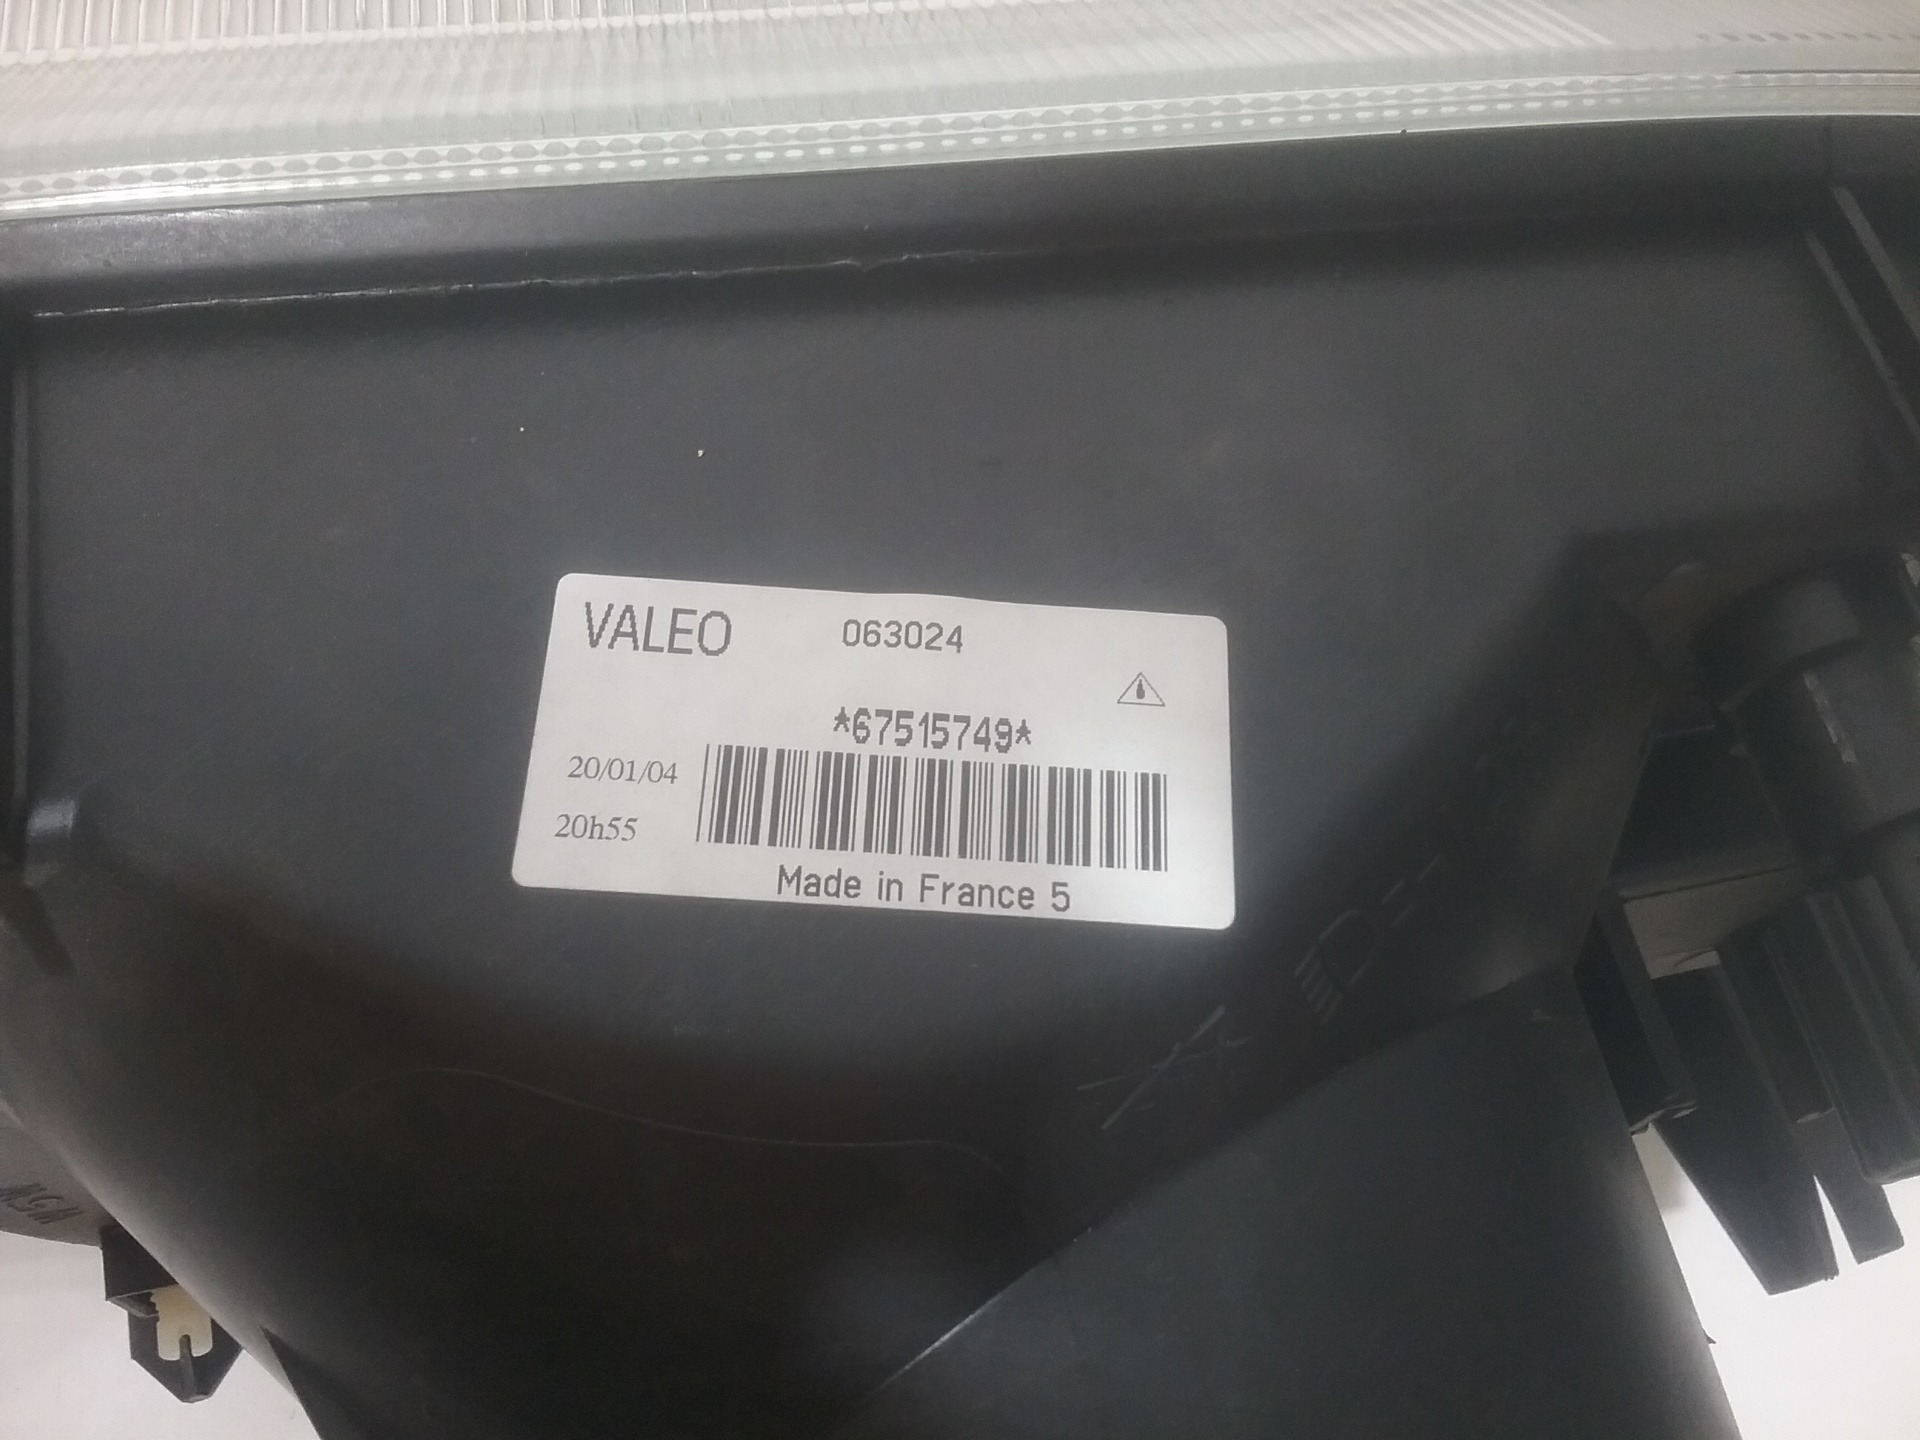 VALEO 063024
*67515749*
20/01/04
20h55
Made in France 5